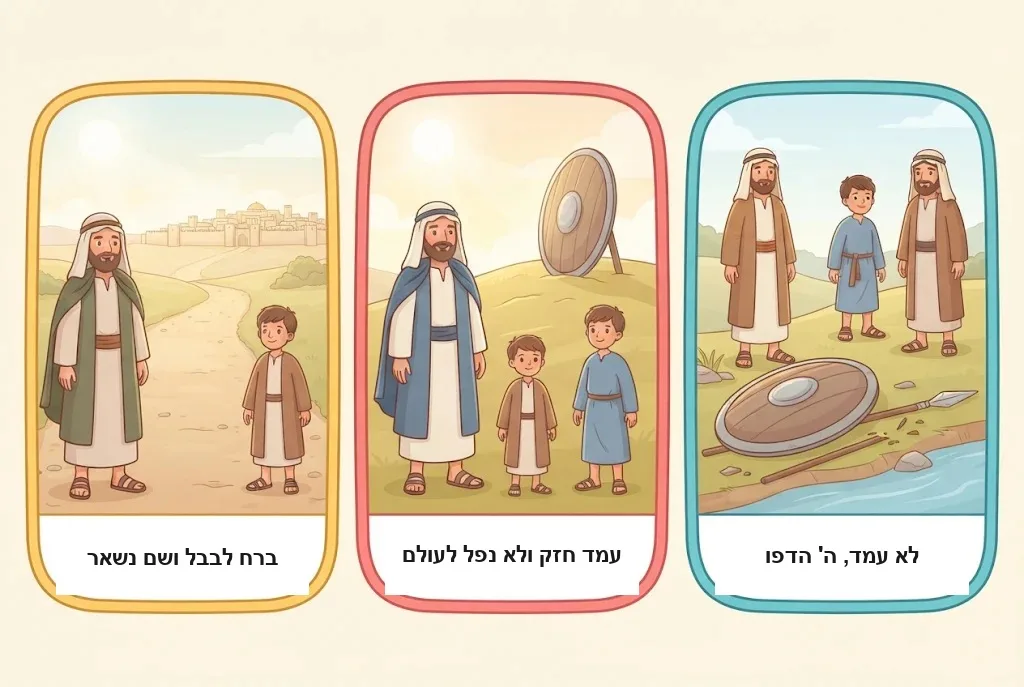 לא עמד, ה' הדפו
עמד חזק ולא נפל לעולם
ברח לבבל ושם נשאר